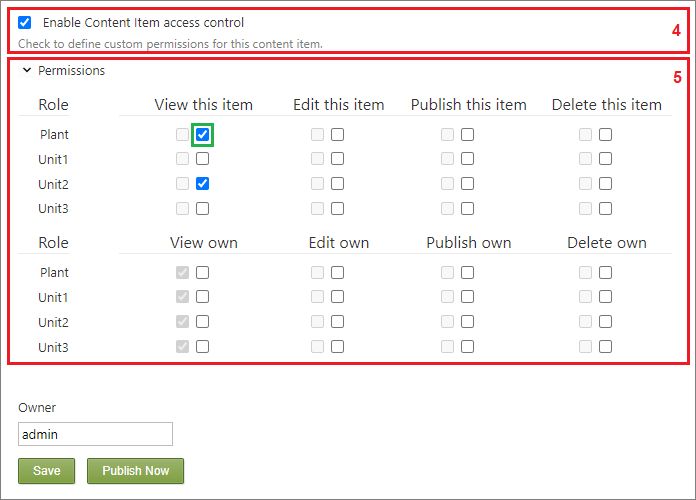 Enable Content Item access control
4
Check to define custom permissions for this content item.
Permissions
5
Role View this item Edit this item Publish this item Delete this item
Plant
Unit1
Unit2
Unit3
Role View own Edit own Publish own Delete own
Plant
Unit1
Unit2
Unit3
Owner
admin
Save Publish Now